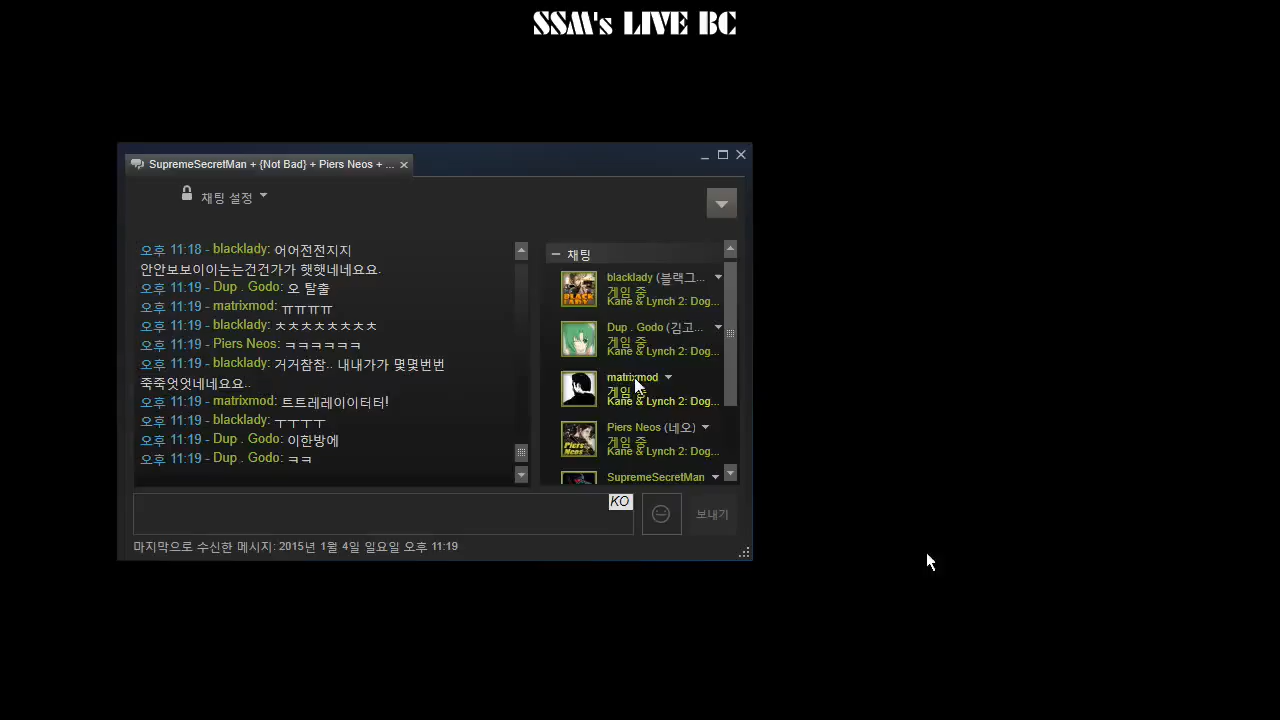 SSM's LIVE BC
SupremeSecretMan + {Not Bad} + Piers Neos + ...
채팅 설정
오후 11:18 - blacklady: 어어전전지지
안안보보이이는는건건가가 햇햇네네요요.
오후 11:19 - Dup . Godo: 오 탈출
오후 11:19 - matrixmod: ㅠㅠㅠㅠ
오후 11:19 - blacklady: ㅊㅊㅊㅊㅊㅊㅊㅊ
오후 11:19 - Piers Neos: ㅋㅋㅋㅋㅋㅋ
오후 11:19 - blacklady: 거거참참.. 내내가가 몇몇번번
죽죽엇엇네네요요..
오후 11:19 - matrixmod: 트트레레이이터터!
오후 11:19 - blacklady: ㅜㅜㅜㅜ
오후 11:19 - Dup . Godo: 이한방에
오후 11:19 - Dup . Godo: ㅋㅋ
채팅
blacklady (블랙그...
게임 중
Kane & Lynch 2: Dog...
Dup . Godo (김고...
게임 중
Kane & Lynch 2: Dog...
matrixmod
게임 중
Kane & Lynch 2: Dog...
Piers Neos (네오)
게임 중
Kane & Lynch 2: Dog...
SupremeSecretMan
KO
보내기
마지막으로 수신한 메시지: 2015년 1월 4일 일요일 오후 11:19